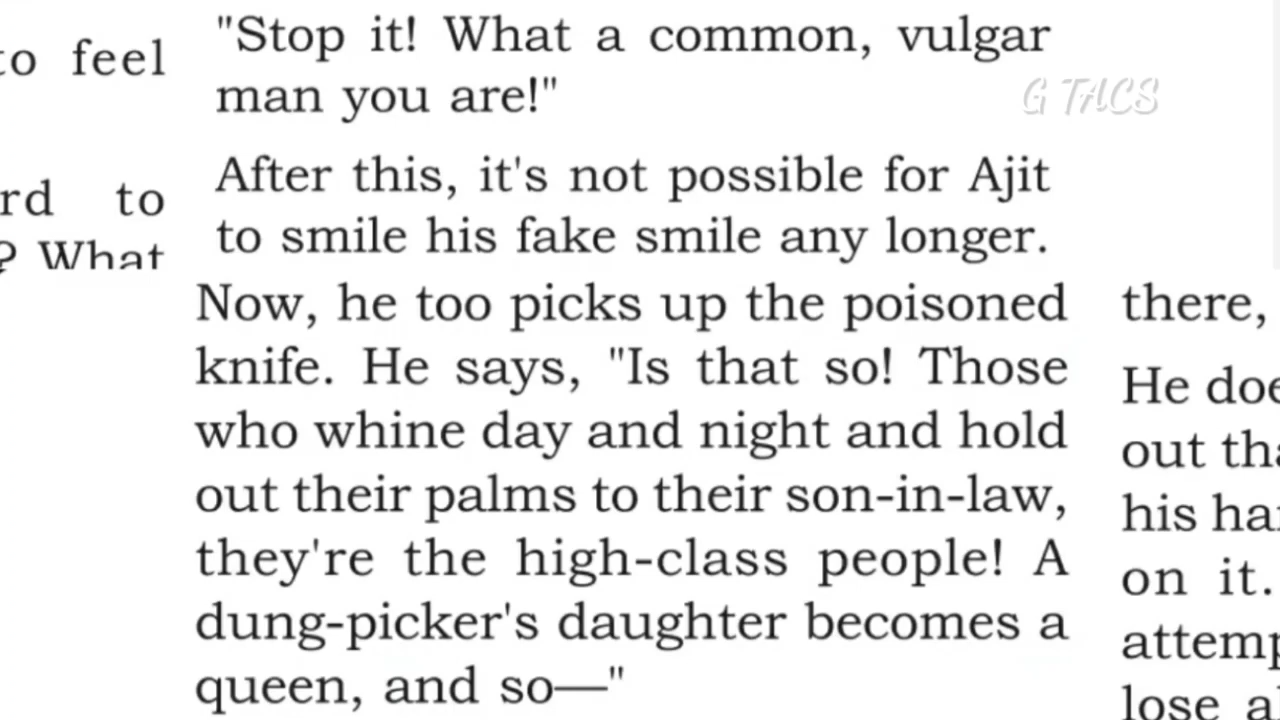 to feel
rd to
? What
"Stop it! What a common, vulgar
man you are!"
After this, it's not possible for Ajit
to smile his fake smile any longer.
Now, he too picks up the poisoned
knife. He says, "Is that so! Those
who whine day and night and hold
out their palms to their son-in-law,
they're the high-class people! A
dung-picker's daughter becomes a
queen, and so—"
G TACS
there,
He doe
out tha
his ha
on it.
attemp
lose al